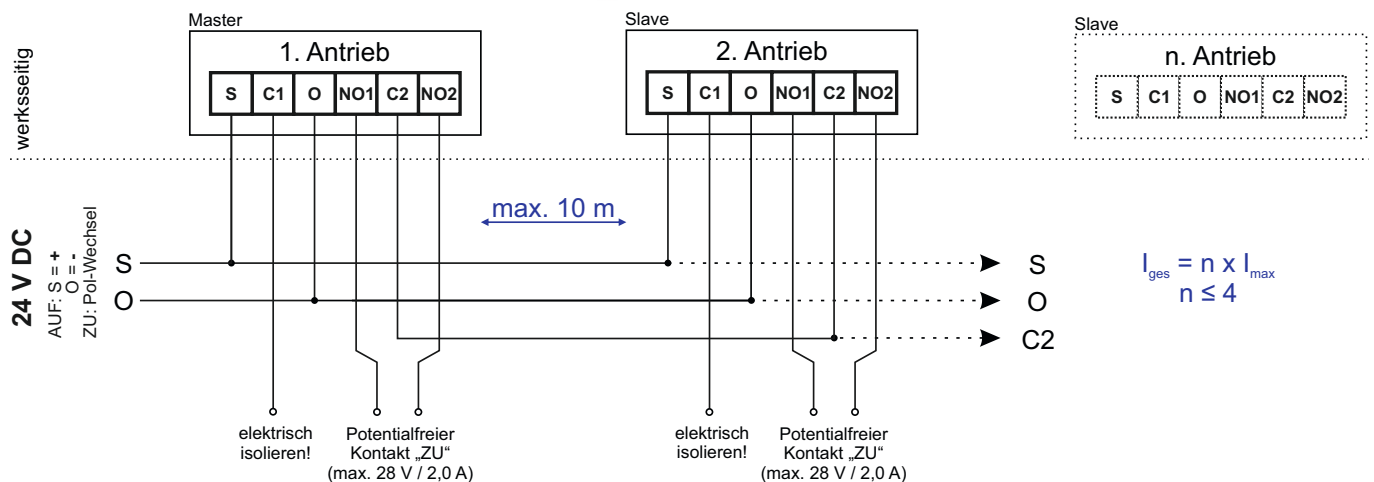 Master
1. Antrieb
S C1 O NO1 C2 NO2
Slave
2. Antrieb
S C1 O NO1 C2 NO2
Slave
n. Antrieb
S C1 O NO1 C2 NO2
werksseitig
24 V DC
AUF: S = +
O = -
ZU: Pol-Wechsel
S
O
max. 10 m
S
O
C2
I_ges = n x I_max
n ≤ 4
elektrisch
isolieren!
Potentialfreier
Kontakt „ZU“
(max. 28 V / 2,0 A)
elektrisch
isolieren!
Potentialfreier
Kontakt „ZU“
(max. 28 V / 2,0 A)